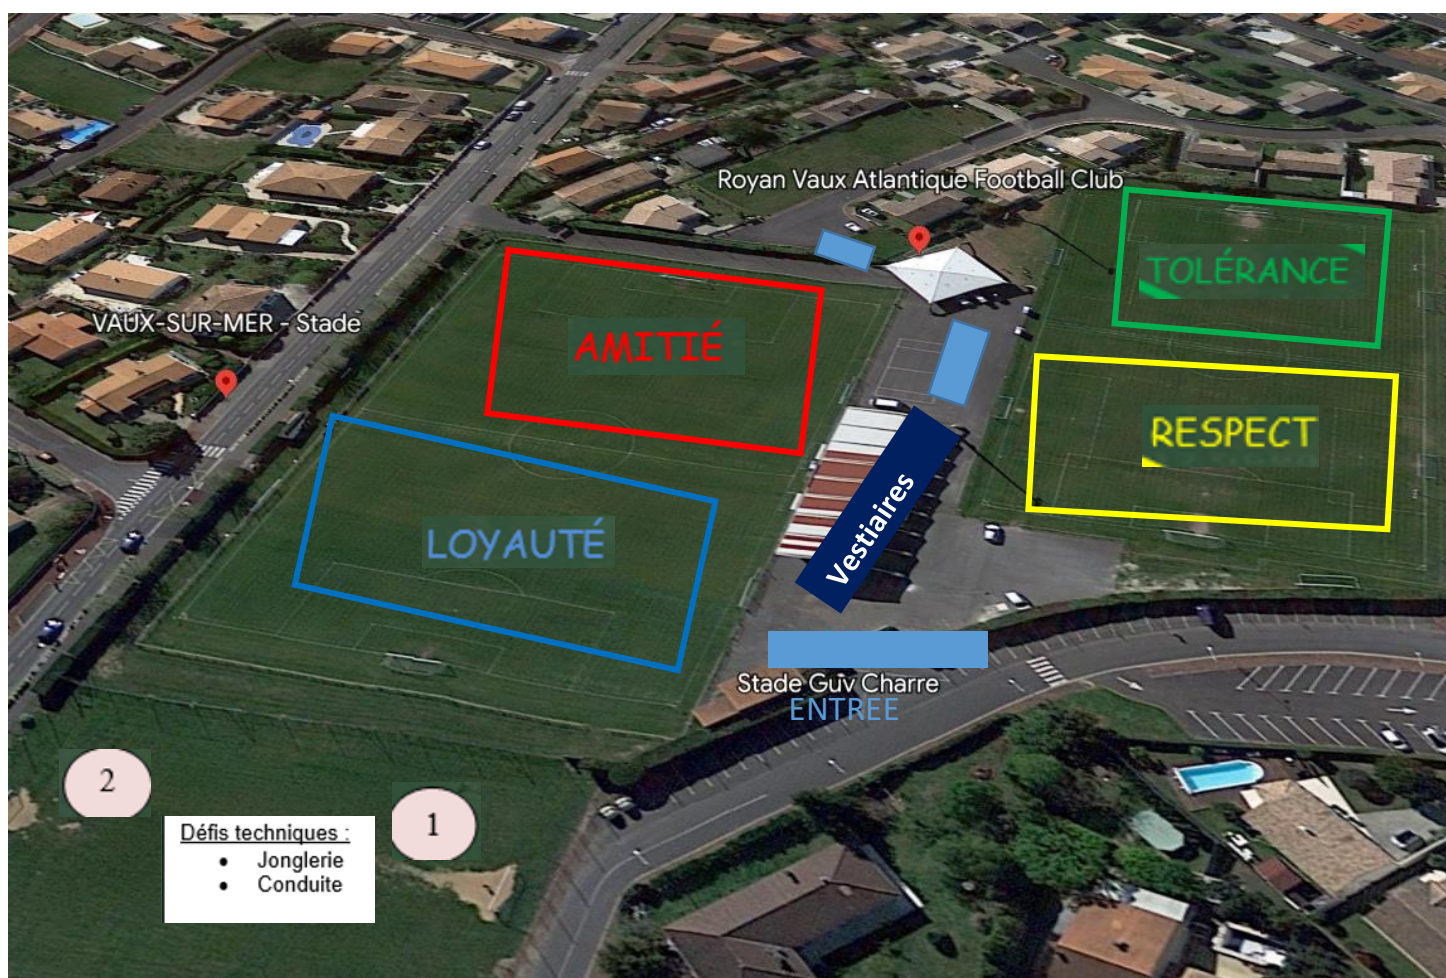 Royan Vaux Atlantique Football Club
TOLÉRANCE
VAUX-SUR-MER - Stade
AMITIÉ
RESPECT
LOYAUTÉ
Vestiaires
Stade Guy Charre
ENTREE
2
1
Défis techniques :
• Jonglerie
• Conduite